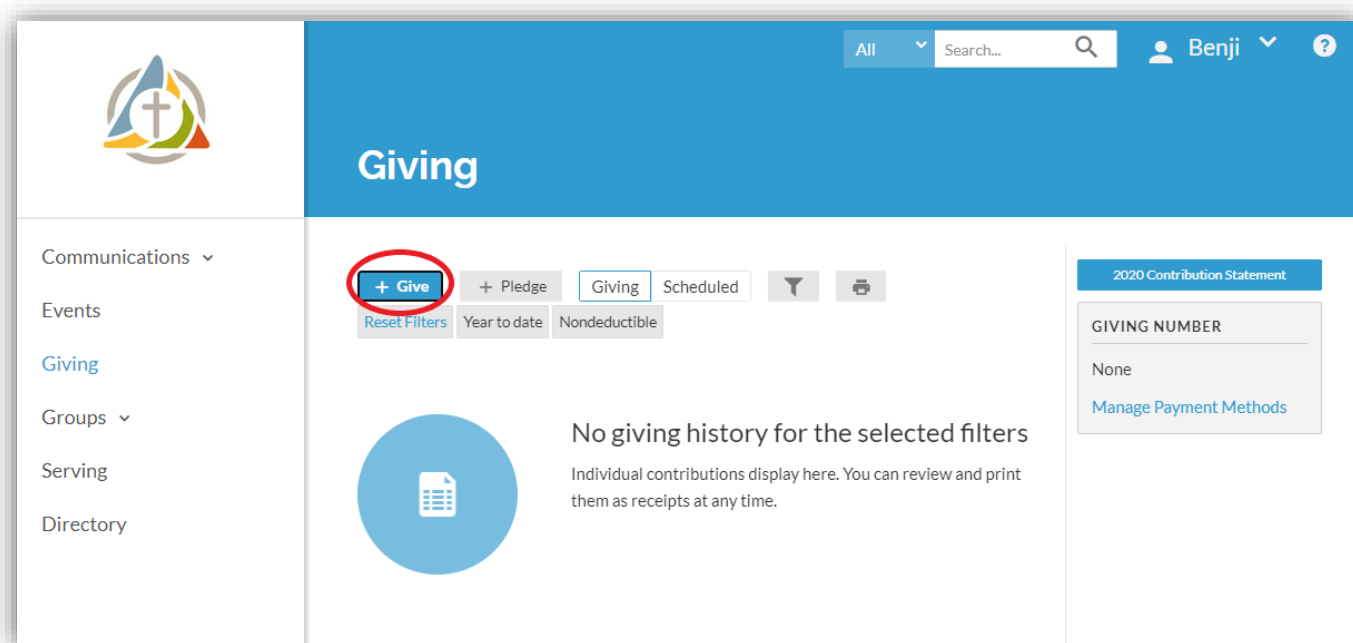 All
Search...
Benji
?
Giving
Communications
Events
Giving
Groups
Serving
Directory
+ Give
+ Pledge
Giving
Scheduled
Reset Filters
Year to date
Nondeductible
No giving history for the selected filters
Individual contributions display here. You can review and print
them as receipts at any time.
2020 Contribution Statement
GIVING NUMBER
None
Manage Payment Methods